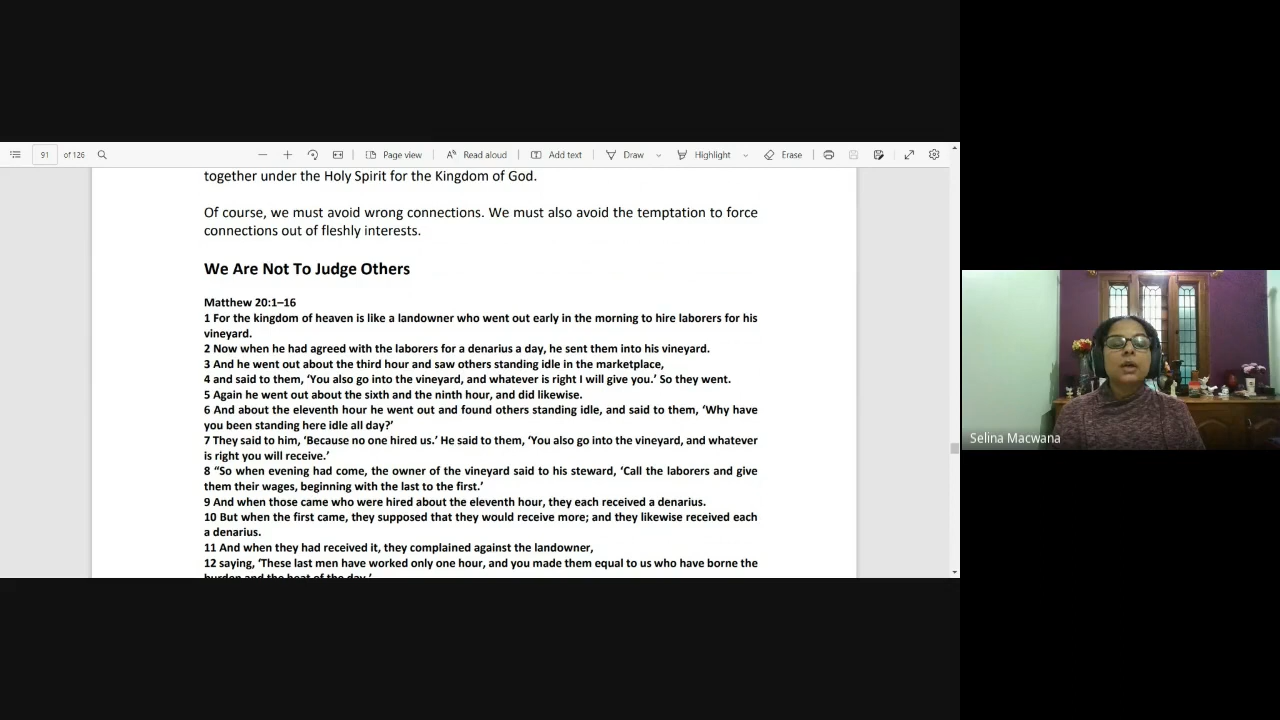 91 of 126
Page view
Read aloud
Add text
Draw
Highlight
Erase
together under the Holy Spirit for the Kingdom of God.
Of course, we must avoid wrong connections. We must also avoid the temptation to force
connections out of fleshly interests.
We Are Not To Judge Others
Matthew 20:1–16
1 For the kingdom of heaven is like a landowner who went out early in the morning to hire laborers for his
vineyard.
2 Now when he had agreed with the laborers for a denarius a day, he sent them into his vineyard.
3 And he went out about the third hour and saw others standing idle in the marketplace,
4 and said to them, ‘You also go into the vineyard, and whatever is right I will give you.’ So they went.
5 Again he went out about the sixth and the ninth hour, and did likewise.
6 And about the eleventh hour he went out and found others standing idle, and said to them, ‘Why have
you been standing here idle all day?’
7 They said to him, ‘Because no one hired us.’ He said to them, ‘You also go into the vineyard, and whatever
is right you will receive.’
8 “So when evening had come, the owner of the vineyard said to his steward, ‘Call the laborers and give
them their wages, beginning with the last to the first.’
9 And when those came who were hired about the eleventh hour, they each received a denarius.
10 But when the first came, they supposed that they would receive more; and they likewise received each
a denarius.
11 And when they had received it, they complained against the landowner,
12 saying, ‘These last men have worked only one hour, and you made them equal to us who have borne the
burden and the heat of the day.’
Selina Macwana